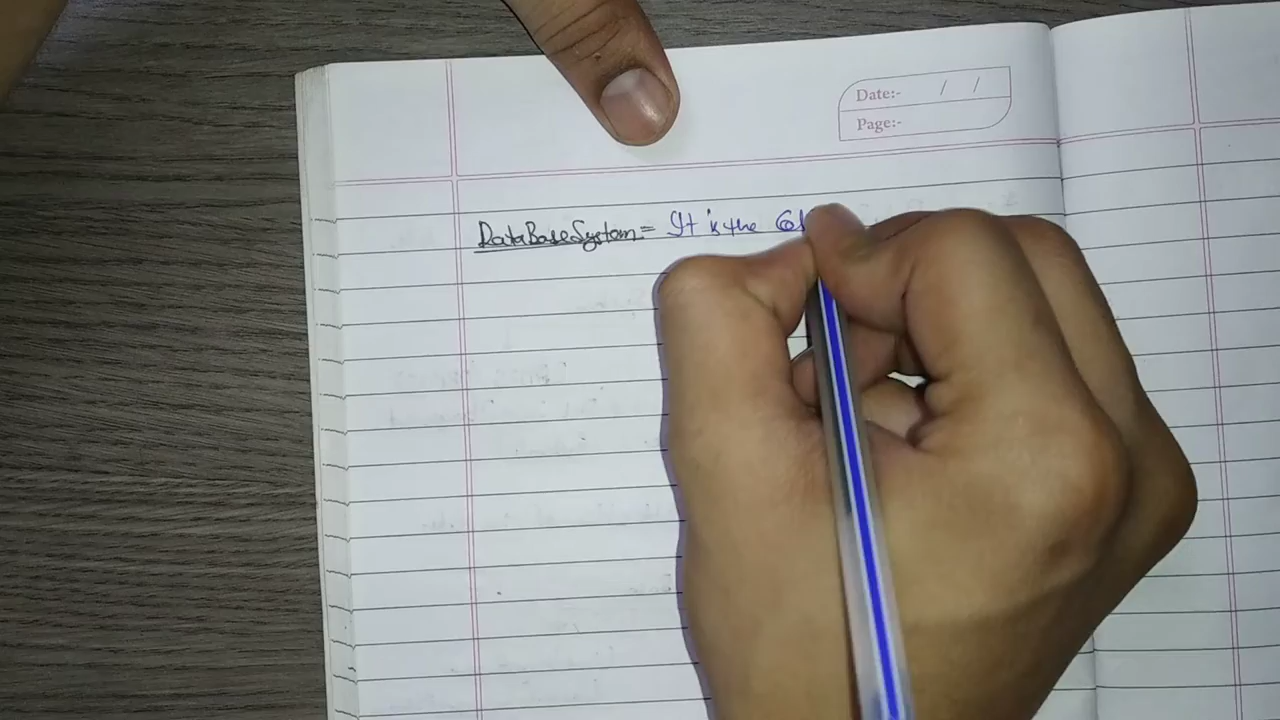 Date:- / /
Page:-
DataBaseSystem= It is the